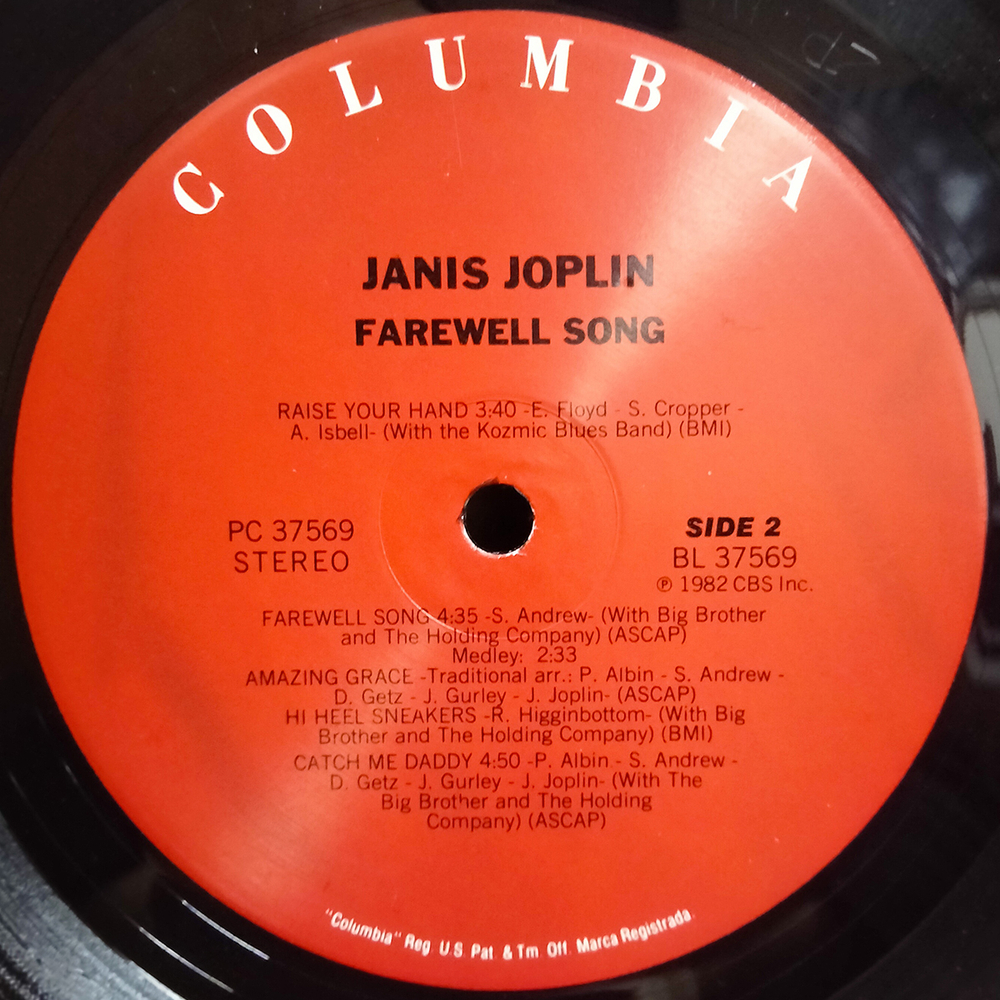 COLUMBIA
JANIS JOPLIN
FAREWELL SONG
RAISE YOUR HAND 3:40 -E. Floyd - S. Cropper -
A. Isbell- (With the Kozmic Blues Band) (BMI)
PC 37569
STEREO
SIDE 2
BL 37569
℗ 1982 CBS Inc.
FAREWELL SONG 4:35 -S. Andrew- (With Big Brother
and The Holding Company) (ASCAP)
Medley: 2:33
AMAZING GRACE -Traditional arr.: P. Albin - S. Andrew -
D. Getz - J. Gurley - J. Joplin- (ASCAP)
HI HEEL SNEAKERS -R. Higginbottom- (With Big
Brother and The Holding Company) (BMI)
CATCH ME DADDY 4:50 -P. Albin - S. Andrew -
D. Getz - J. Gurley - J. Joplin- (With The
Big Brother and The Holding
Company) (ASCAP)
"Columbia" Reg. U.S. Pat. & Tm. Off. Marca Registrada.